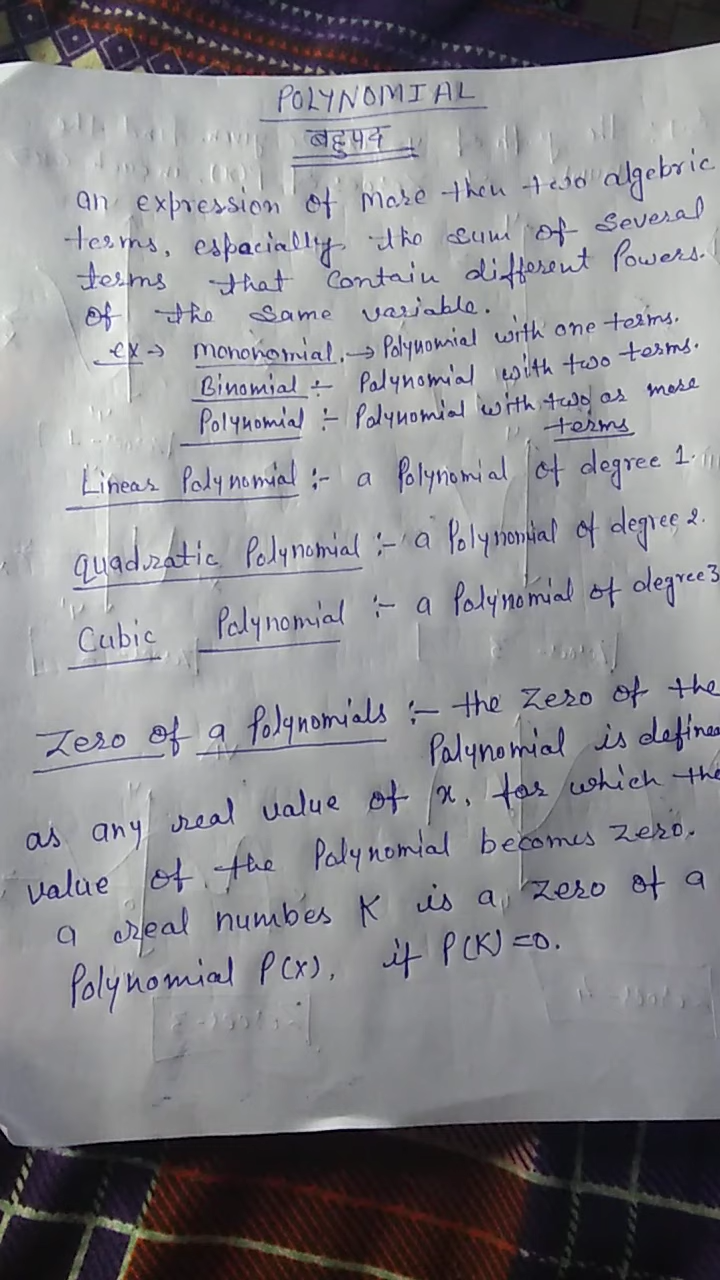 POLYNOMIAL
बहुपद
an expression of more then two algebric
terms, espacially the sum of several
terms that contain different Powers.
of the same variable.
ex → monohomial. → Polynomial with one terms.
Binomial :- Polynomial with two terms.
Polynomial :- Polynomial with two or more
terms
Linear Polynomial :- a Polynomial of degree 1.
quadratic Polynomial :- a Polynomial of degree 2.
Cubic Polynomial :- a Polynomial of degree 3
Zero of a Polynomials :- the Zero of the
Polynomial is define
as any real value of x, for which the
value of the Polynomial becomes zero.
a real number K is a zero of a
Polynomial P(x), if P(K) =0.